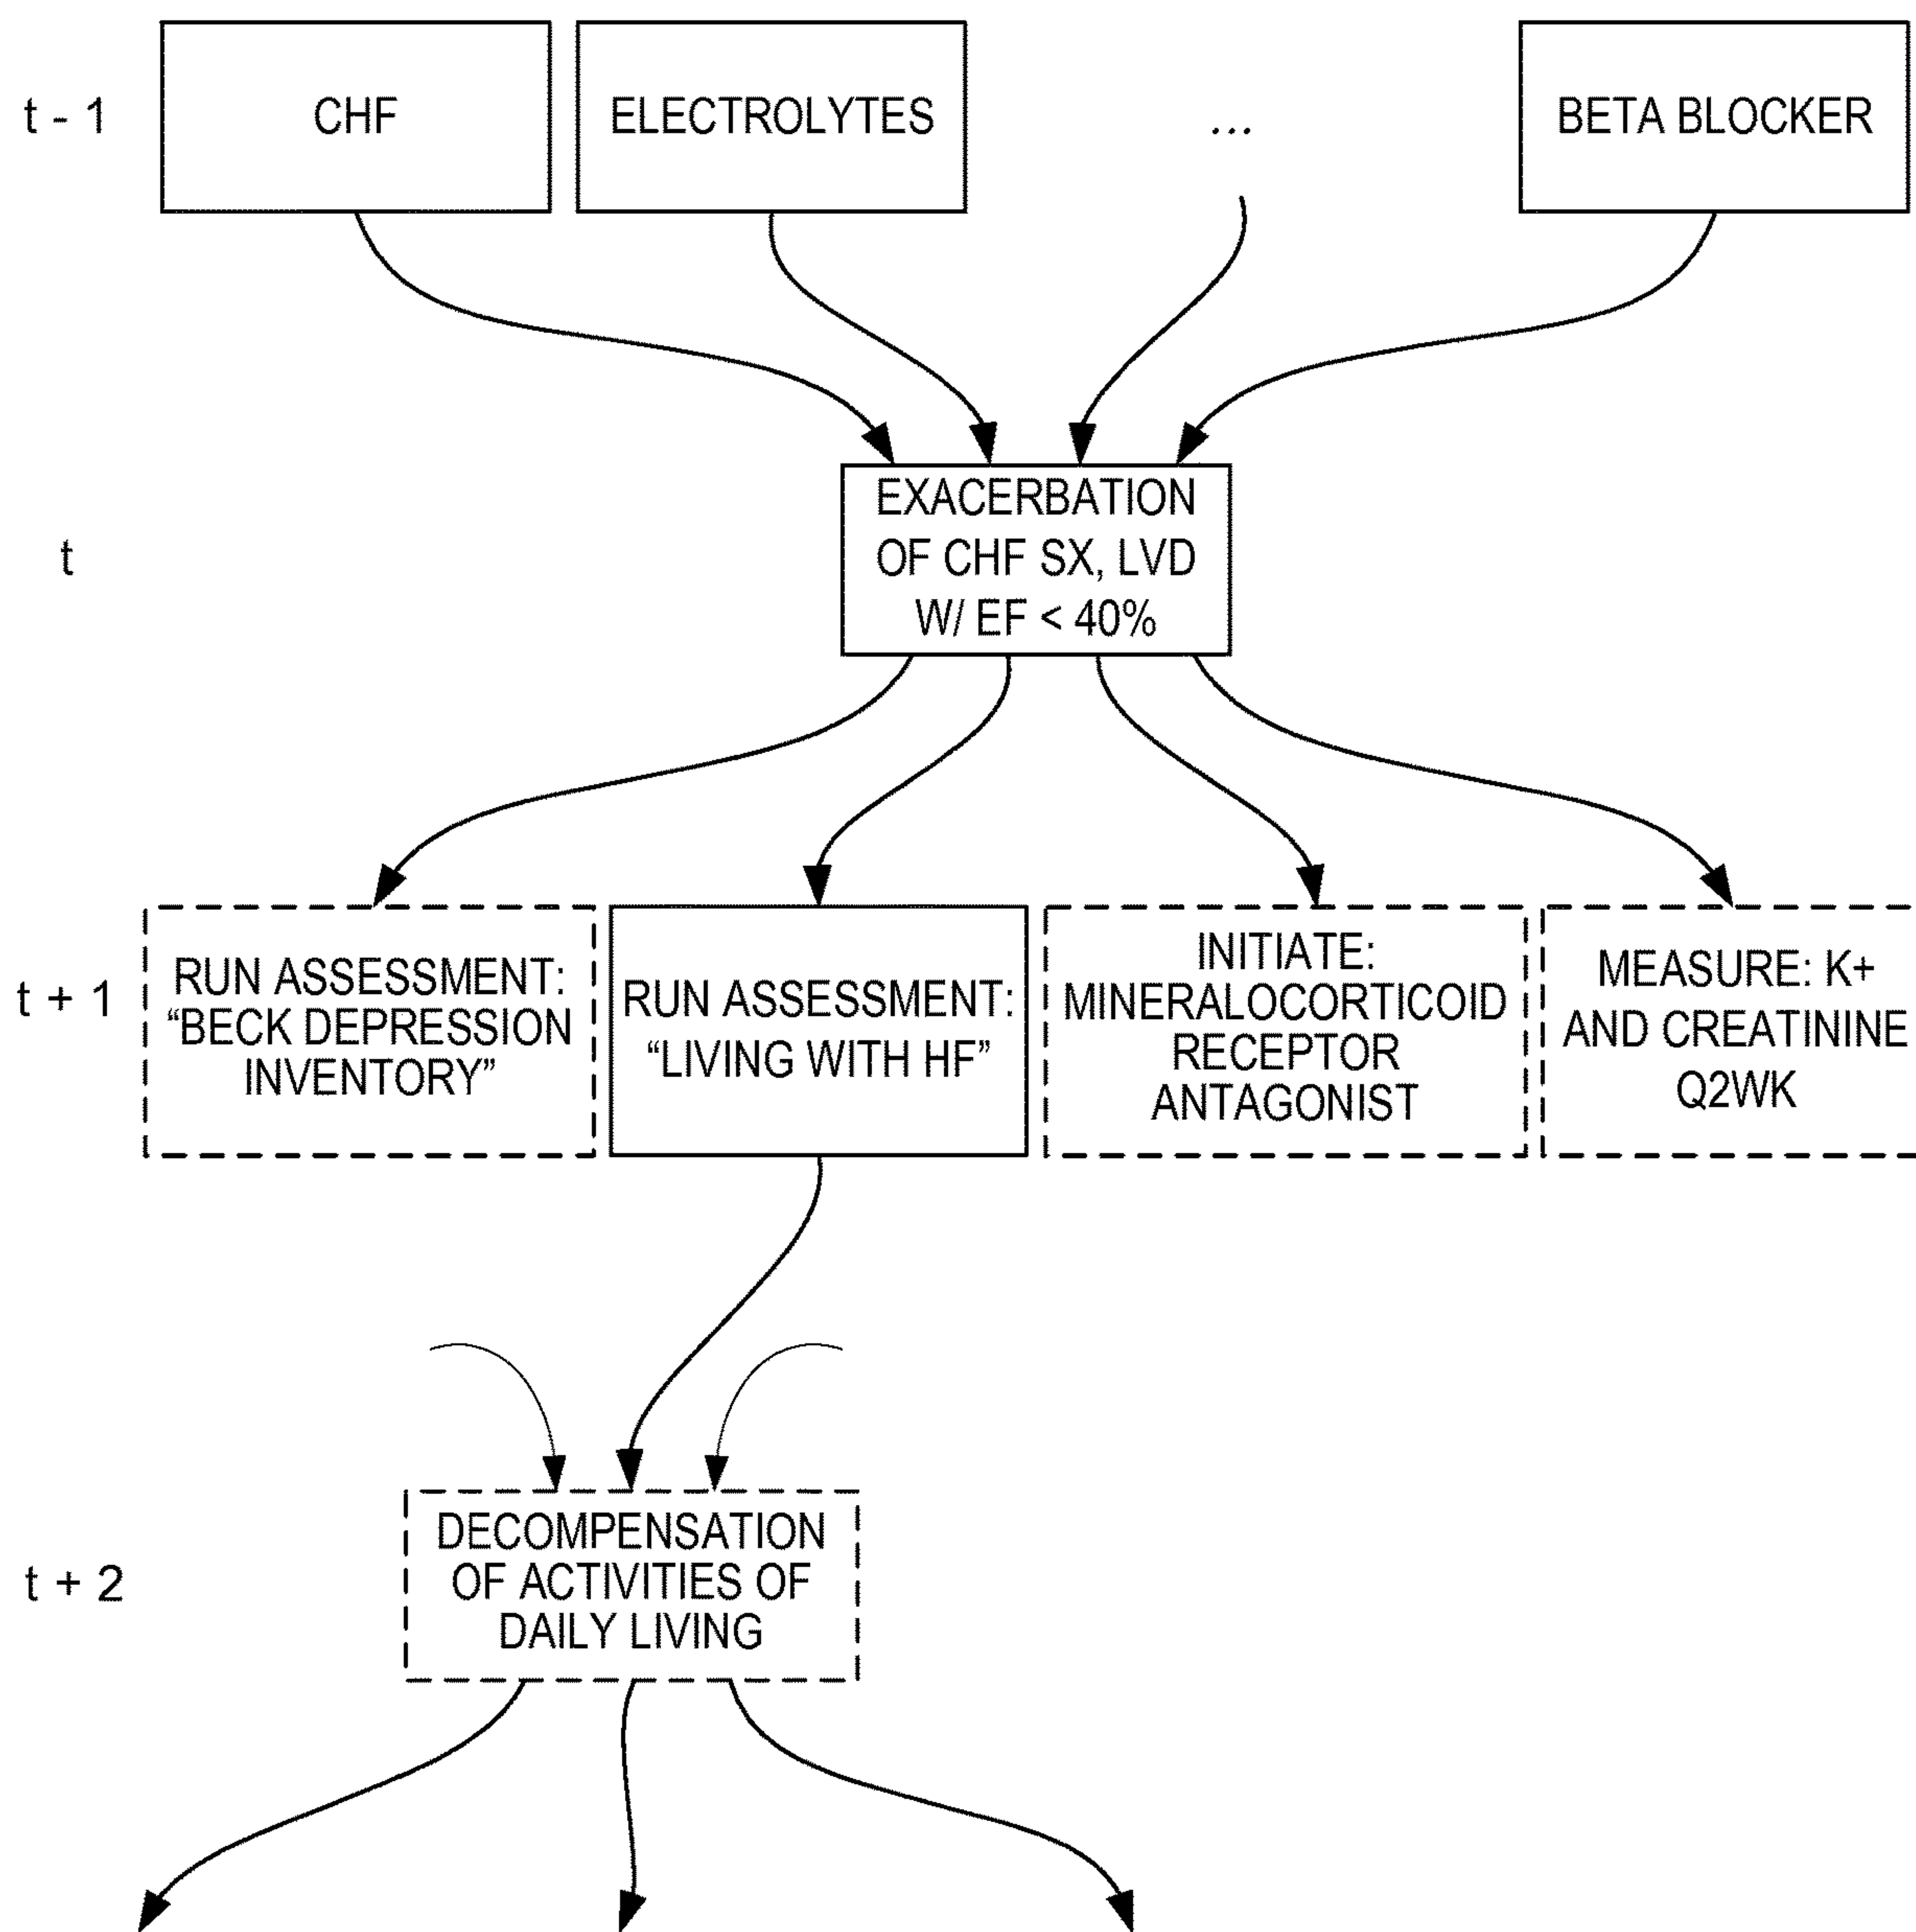 t - 1
CHF
ELECTROLYTES
...
BETA BLOCKER
t
EXACERBATION
OF CHF SX, LVD
W/ EF < 40%
t + 1
RUN ASSESSMENT:
“BECK DEPRESSION
INVENTORY”
RUN ASSESSMENT:
“LIVING WITH HF”
INITIATE:
MINERALOCORTICOID
RECEPTOR
ANTAGONIST
MEASURE: K+
AND CREATININE
Q2WK
t + 2
DECOMPENSATION
OF ACTIVITIES OF
DAILY LIVING